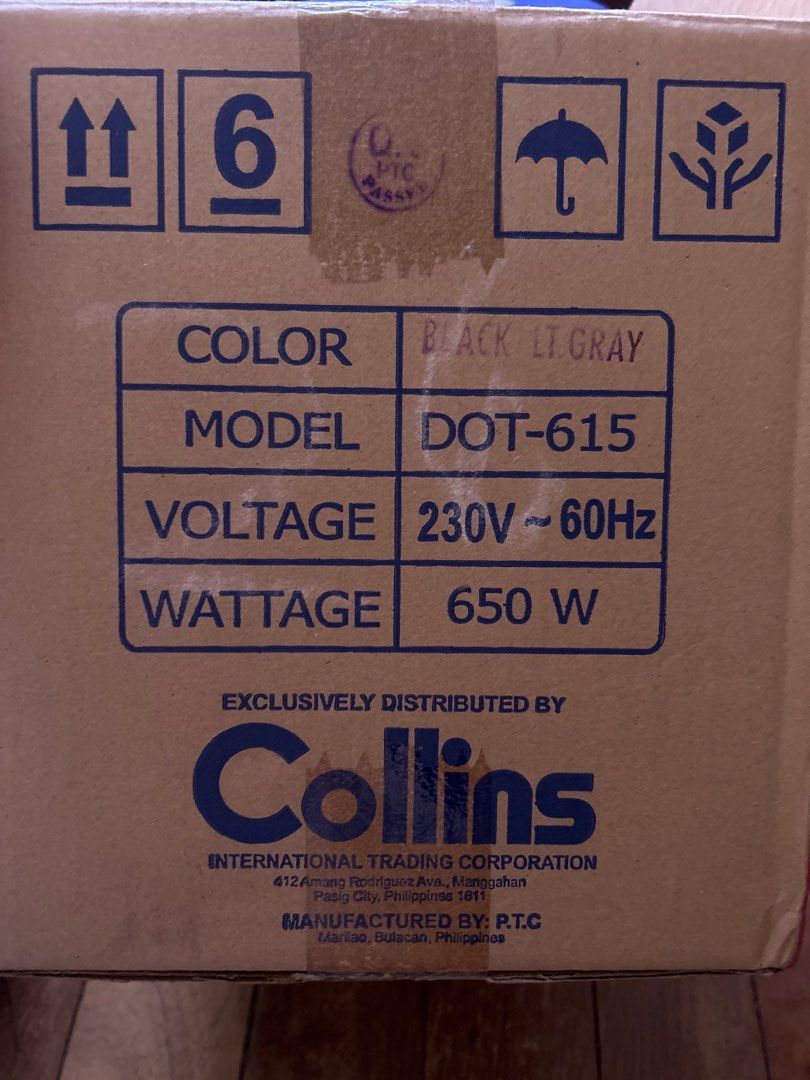 6
PTC
PASSED
COLOR BLACK LT.GRAY
MODEL DOT-615
VOLTAGE 230V ~ 60Hz
WATTAGE 650 W
EXCLUSIVELY DISTRIBUTED BY
Collins
INTERNATIONAL TRADING CORPORATION
412 Amang Rodriguez Ave., Manggahan
Pasig City, Philippines 1611
MANUFACTURED BY: P.T.C
Marilao, Bulacan, Philippines